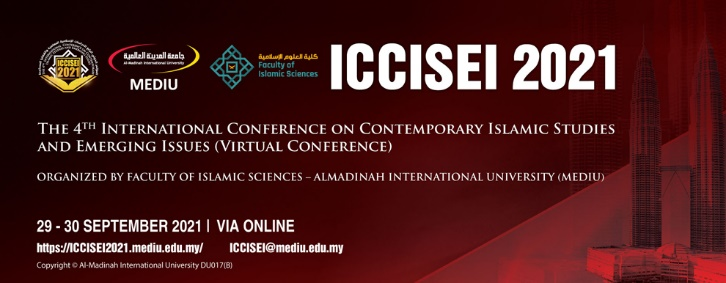 ICCISEI
2021
جامعة المدينة العالمية
Al-Madinah International University
MEDIU
كلية العلوم الإسلامية
Faculty of
Islamic Sciences
ICCISEI 2021
THE 4TH INTERNATIONAL CONFERENCE ON CONTEMPORARY ISLAMIC STUDIES
AND EMERGING ISSUES (VIRTUAL CONFERENCE)
ORGANIZED BY FACULTY OF ISLAMIC SCIENCES – ALMADINAH INTERNATIONAL UNIVERSITY (MEDIU)
29 - 30 SEPTEMBER 2021 | VIA ONLINE
https://ICCISEI2021.mediu.edu.my/ ICCISEI@mediu.edu.my
Copyright © Al-Madinah International University DU017(B)